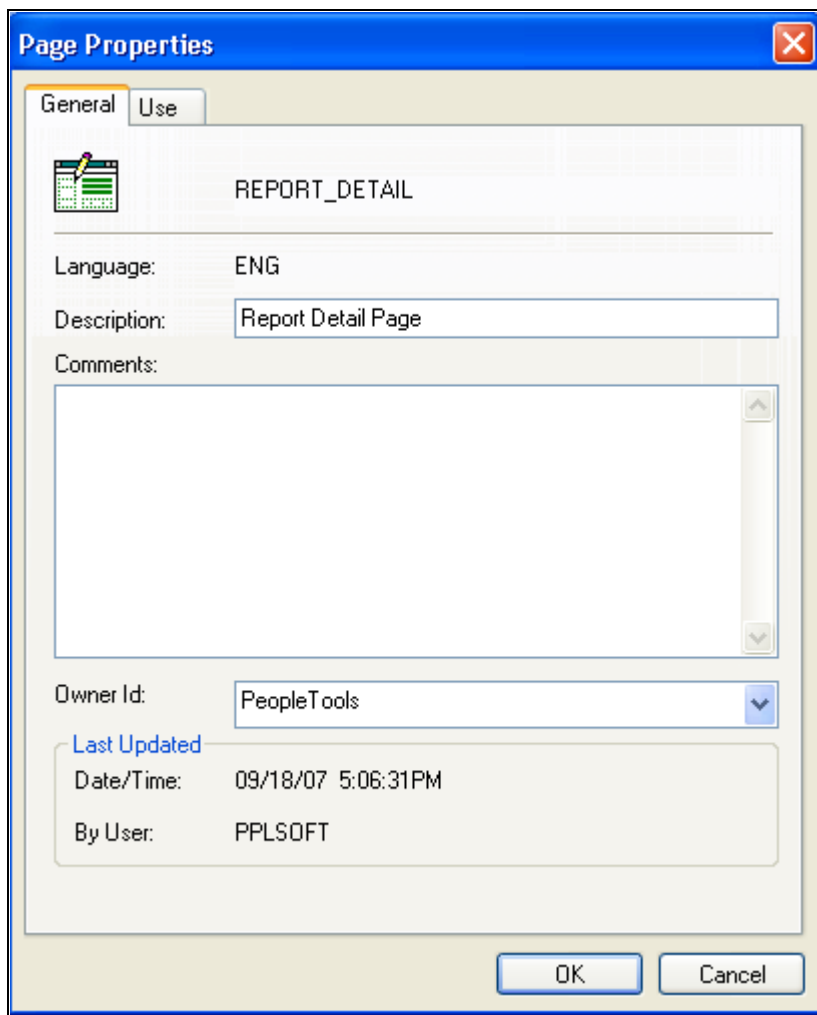 Page Properties
General Use
REPORT_DETAIL
Language: ENG
Description: Report Detail Page
Comments:
Owner Id: PeopleTools
Last Updated
Date/Time: 09/18/07 5:06:31PM
By User: PPLSOFT
OK Cancel